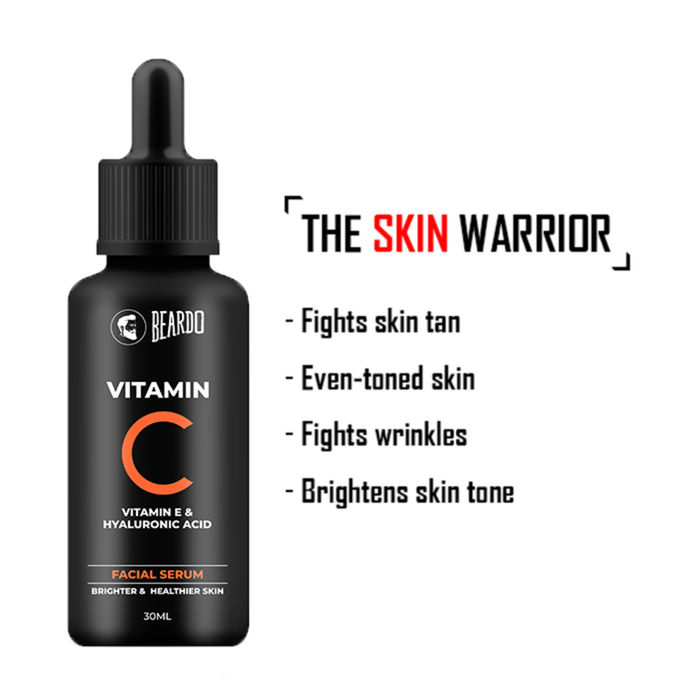 BEARDO
VITAMIN
C
VITAMIN E &
HYALURONIC ACID
FACIAL SERUM
BRIGHTER & HEALTHIER SKIN
30ML
THE SKIN WARRIOR
- Fights skin tan
- Even-toned skin
- Fights wrinkles
- Brightens skin tone